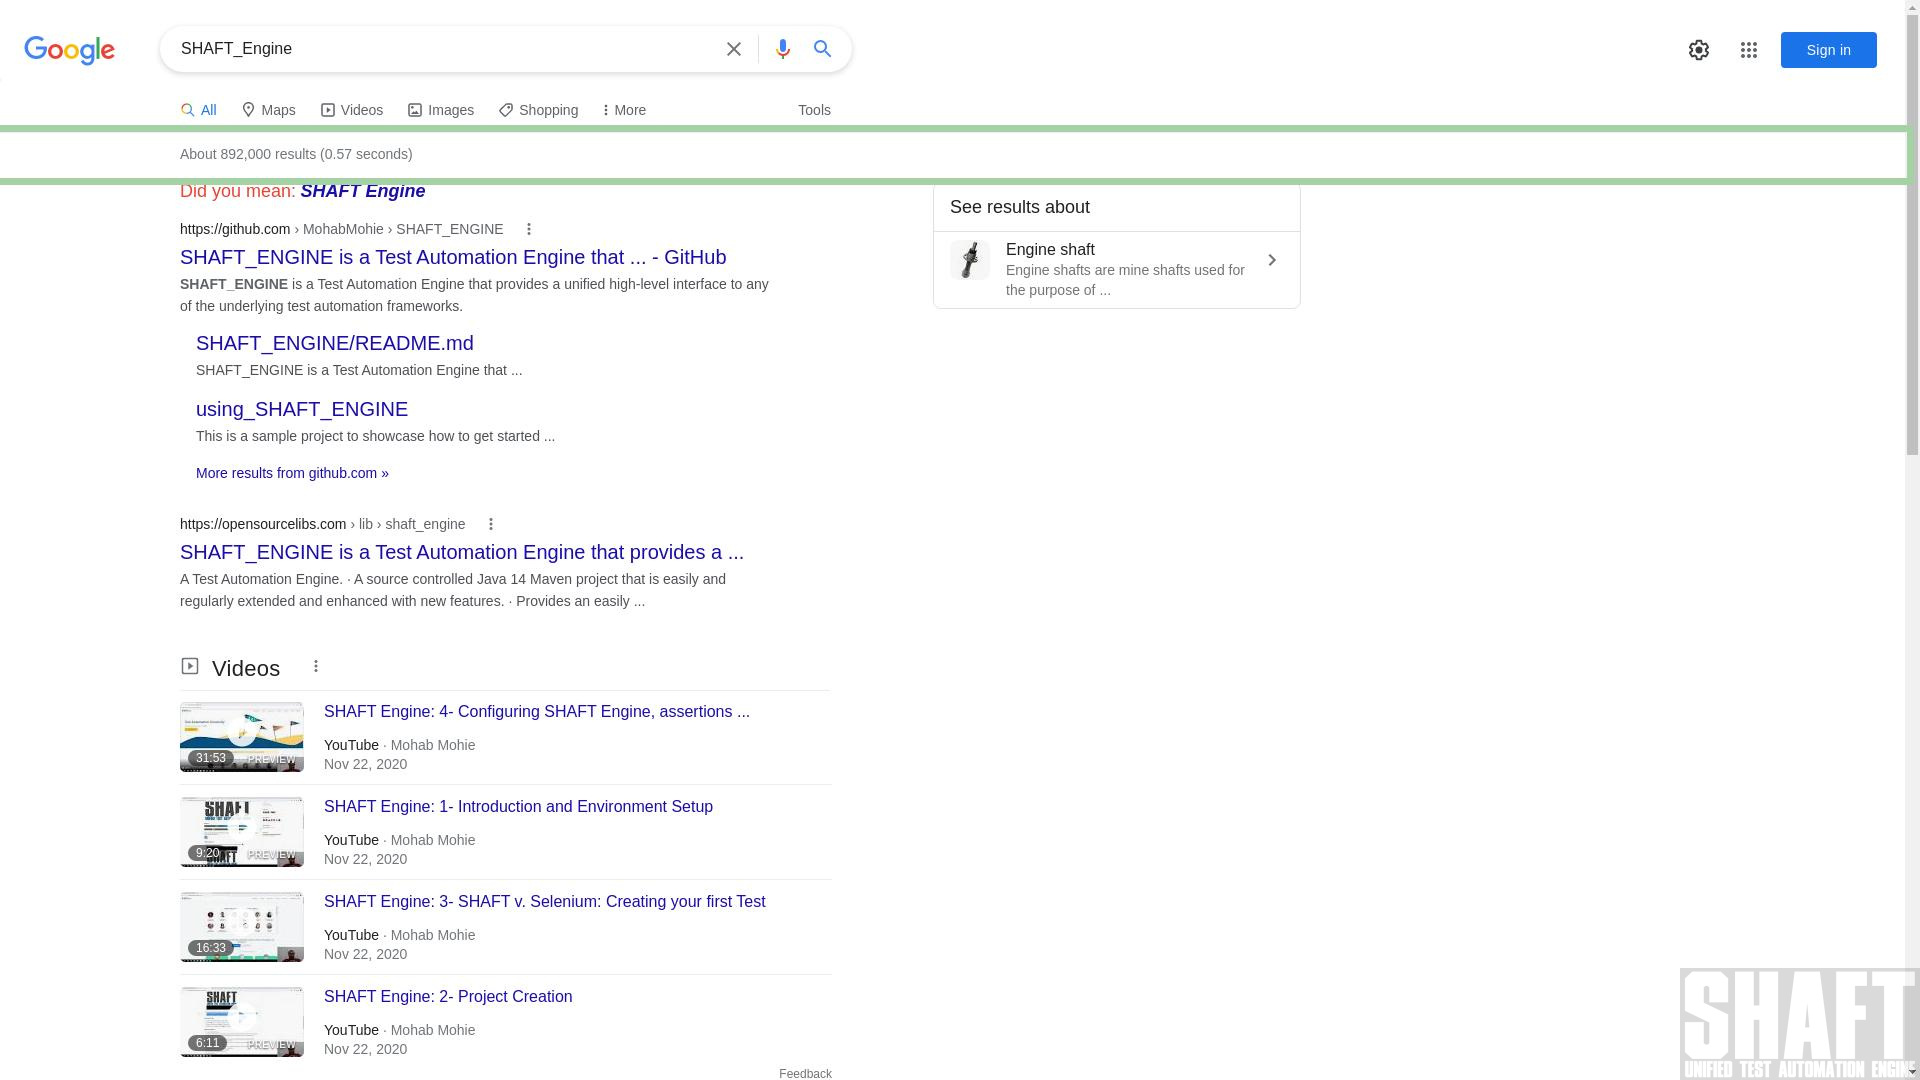 Google
SHAFT_Engine
Sign in
All
Maps
Videos
Images
Shopping
More
Tools
About 892,000 results (0.57 seconds)
Did you mean: SHAFT Engine
https://github.com › MohabMohie › SHAFT_ENGINE
SHAFT_ENGINE is a Test Automation Engine that ... - GitHub
SHAFT_ENGINE is a Test Automation Engine that provides a unified high-level interface to any
of the underlying test automation frameworks.
SHAFT_ENGINE/README.md
SHAFT_ENGINE is a Test Automation Engine that ...
using_SHAFT_ENGINE
This is a sample project to showcase how to get started ...
More results from github.com »
https://opensourcelibs.com › lib › shaft_engine
SHAFT_ENGINE is a Test Automation Engine that provides a ...
A Test Automation Engine. · A source controlled Java 14 Maven project that is easily and
regularly extended and enhanced with new features. · Provides an easily ...
Videos
SHAFT Engine: 4- Configuring SHAFT Engine, assertions ...
YouTube · Mohab Mohie
Nov 22, 2020
31:53
PREVIEW
SHAFT Engine: 1- Introduction and Environment Setup
YouTube · Mohab Mohie
Nov 22, 2020
SHAFT
9:20
PREVIEW
SHAFT
SHAFT Engine: 3- SHAFT v. Selenium: Creating your first Test
YouTube · Mohab Mohie
Nov 22, 2020
16:33
SHAFT Engine: 2- Project Creation
YouTube · Mohab Mohie
Nov 22, 2020
SHAFT
6:11
PREVIEW
Feedback
See results about
Engine shaft
Engine shafts are mine shafts used for
the purpose of ...
SHAFT
UNIFIED TEST AUTOMATION ENGINE